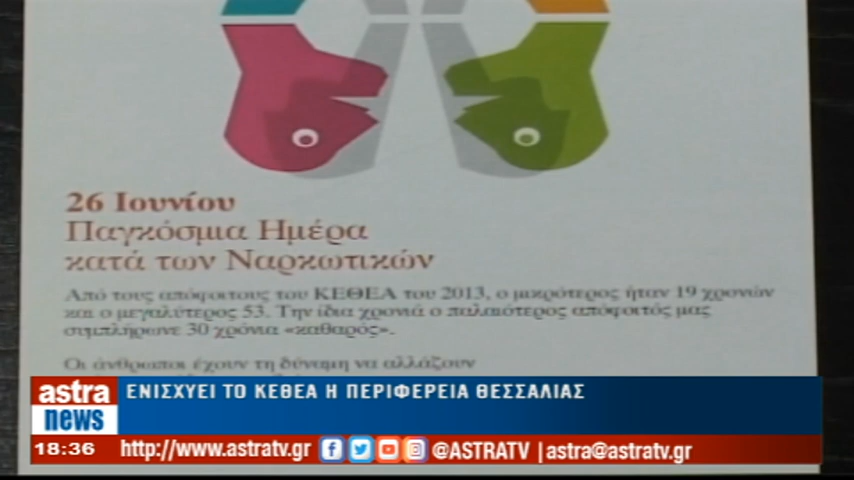 26 Ιουνίου
Παγκόσμια Ημέρα
κατά των Ναρκωτικών
Από τους απόφοιτους του ΚΕΘΕΑ του 2013, ο μικρότερος ήταν 19 χρονών
και ο μεγαλύτερος 53. Την ίδια χρονιά ο παλαιότερος απόφοιτός μας
συμπλήρωνε 30 χρόνια «καθαρός».
Οι άνθρωποι έχουν τη δύναμη να αλλάζουν
astra
news
ΕΝΙΣΧΥΕΙ ΤΟ ΚΕΘΕΑ Η ΠΕΡΙΦΕΡΕΙΑ ΘΕΣΣΑΛΙΑΣ
18:36
http://www.astratv.gr
@ASTRATV | astra@astratv.gr